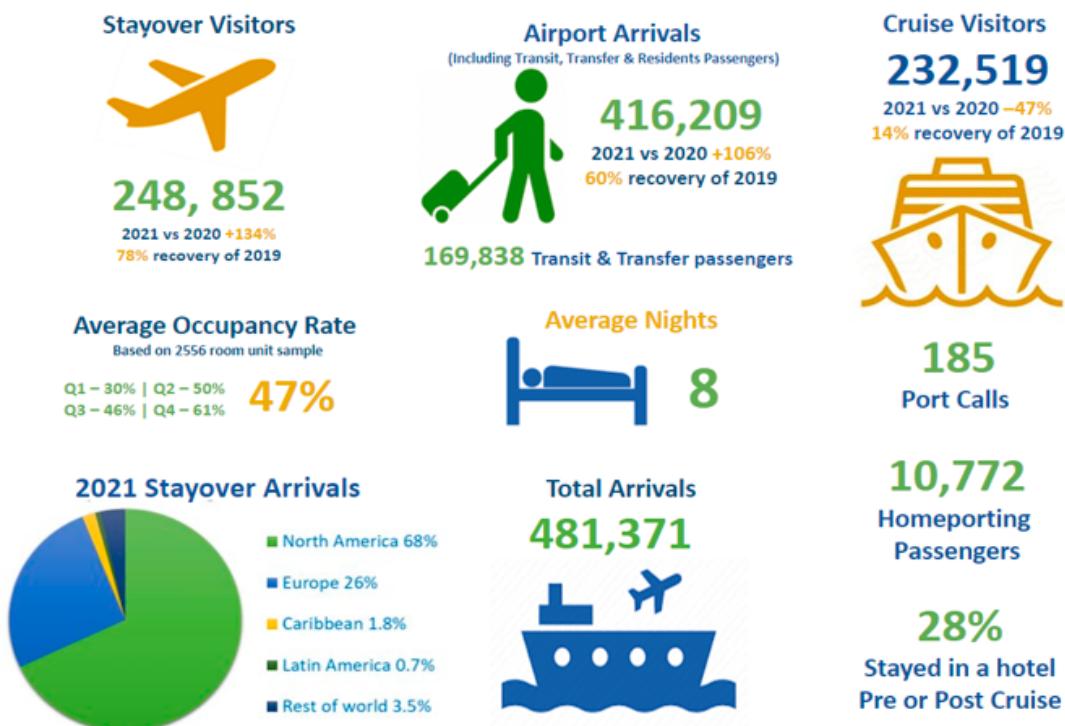 Stayover Visitors
248, 852
2021 vs 2020 +134%
78% recovery of 2019
Airport Arrivals
(Including Transit, Transfer & Residents Passengers)
416,209
2021 vs 2020 +106%
60% recovery of 2019
169,838 Transit & Transfer passengers
Cruise Visitors
232,519
2021 vs 2020 –47%
14% recovery of 2019
Average Occupancy Rate
Based on 2556 room unit sample
Q1 – 30% | Q2 – 50%
Q3 – 46% | Q4 – 61%
47%
Average Nights
8
185
Port Calls
10,772
Homeporting
Passengers
28%
Stayed in a hotel
Pre or Post Cruise
2021 Stayover Arrivals
North America 68%
Europe 26%
Caribbean 1.8%
Latin America 0.7%
Rest of world 3.5%
Total Arrivals
481,371